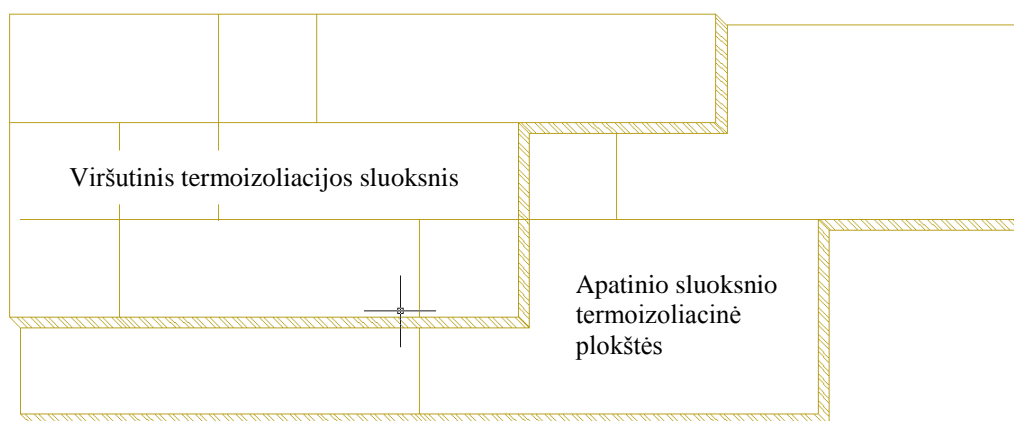 Viršutinis termoizoliacijos sluoksnis
Apatinio sluoksnio
termoizoliacinė
plokštės